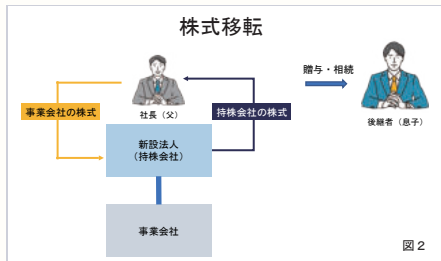 株式移転
贈与・相続
事業会社の株式
社長（父）
持株会社の株式
後継者（息子）
新設法人
（持株会社）
事業会社
図２